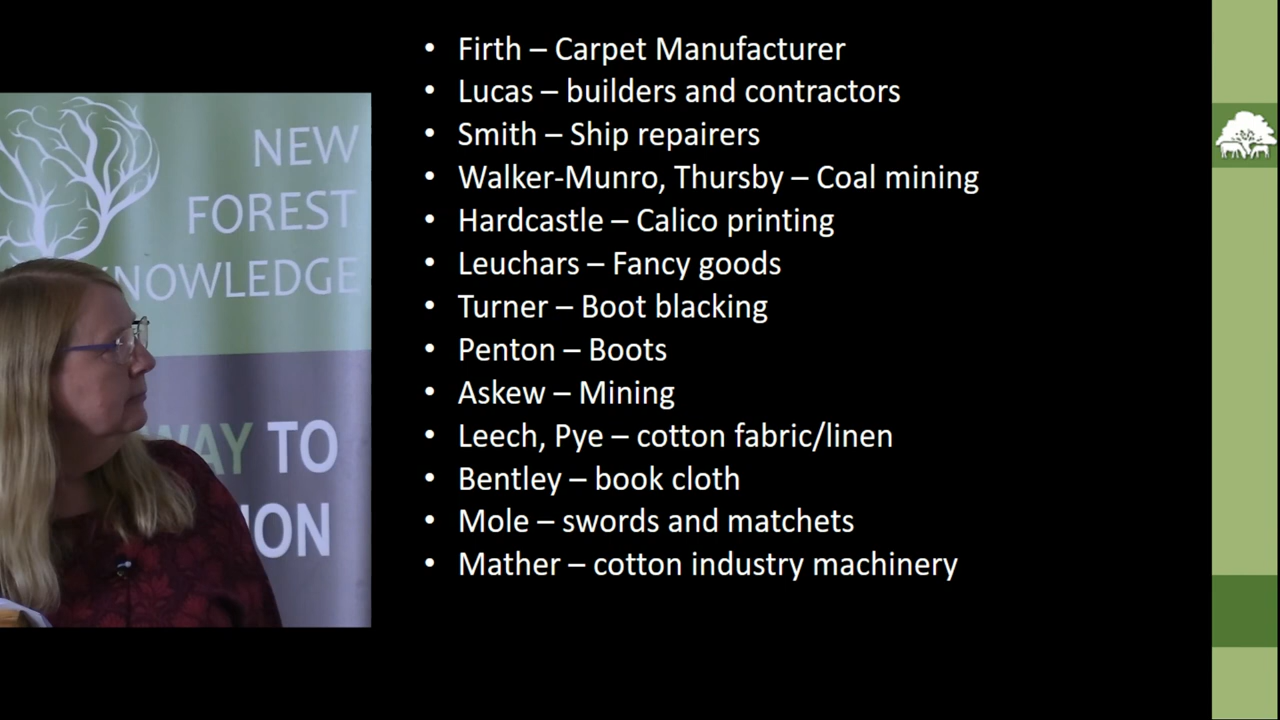 • Firth – Carpet Manufacturer
• Lucas – builders and contractors
• Smith – Ship repairers
• Walker-Munro, Thursby – Coal mining
• Hardcastle – Calico printing
• Leuchars – Fancy goods
• Turner – Boot blacking
• Penton – Boots
• Askew – Mining
• Leech, Pye – cotton fabric/linen
• Bentley – book cloth
• Mole – swords and matchets
• Mather – cotton industry machinery
NEW
FOREST
KNOWLEDGE
WAY TO